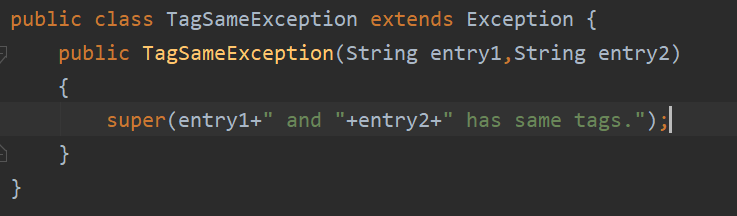 public class TagSameException extends Exception {
    public TagSameException(String entry1,String entry2)
    {
        super(entry1+" and "+entry2+" has same tags.");
    }
}